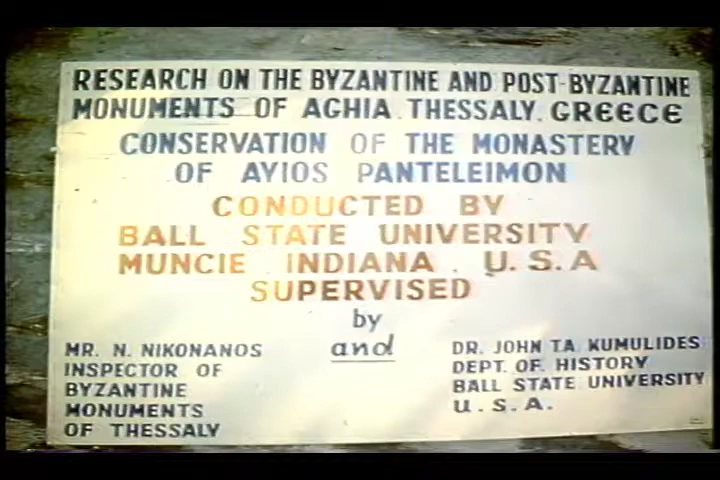 RESEARCH ON THE BYZANTINE AND POST-BYZANTINE
MONUMENTS OF AGHIA . THESSALY . GREECE
CONSERVATION OF THE MONASTERY
OF AYIOS PANTELEIMON
CONDUCTED BY
BALL STATE UNIVERSITY
MUNCIE . INDIANA . U.S.A
SUPERVISED
by
and
MR. N. NIKONANOS
INSPECTOR OF
BYZANTINE
MONUMENTS
OF THESSALY
DR. JOHN T.A. KUMULIDES
DEPT. OF HISTORY
BALL STATE UNIVERSITY
U.S.A.